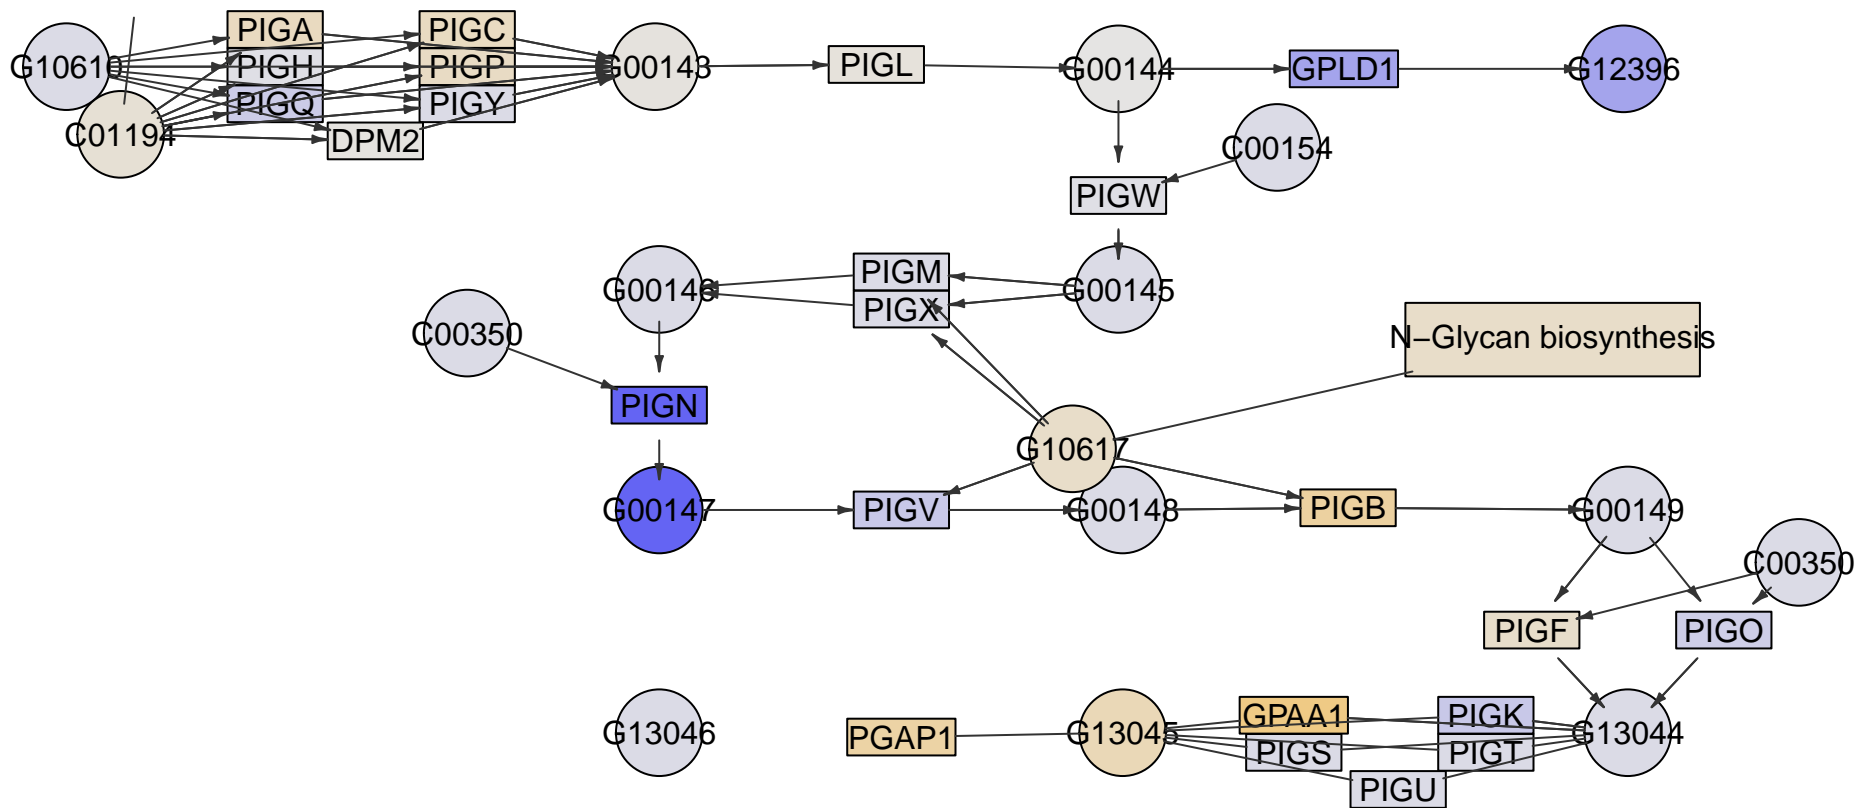 PIGA
PIGC
G10610
PIGH
PIGP
G00143
PIGL
G00144
GPLD1
G12396
PIGQ
PIGY
C01194
DPM2
C00154
PIGW
PIGM
G00146
G00145
PIGX
C00350
N−Glycan biosynthesis
PIGN
G10617
G00147
PIGV
G00148
PIGB
G00149
C00350
PIGF
PIGO
GPAA1
PIGK
G13046
PGAP1
G13045
G13044
PIGS
PIGT
PIGU